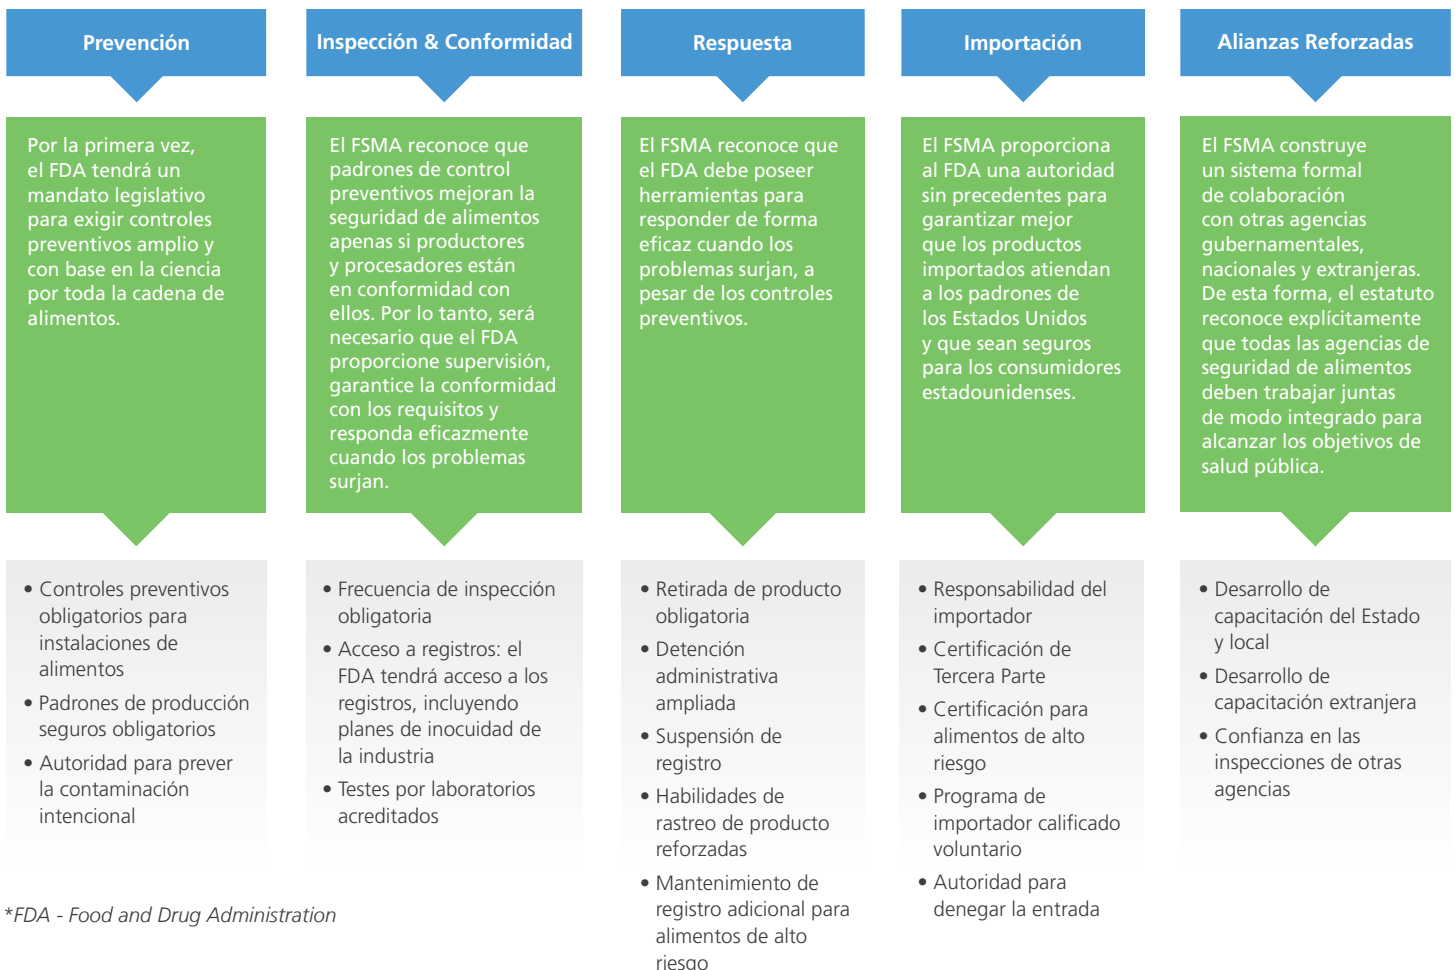 Prevención
Por la primera vez,
el FDA tendrá un
mandato legislativo
para exigir controles
preventivos amplio y
con base en la ciencia
por toda la cadena de
alimentos.
• Controles preventivos
obligatorios para
instalaciones de
alimentos
• Padrones de producción
seguros obligatorios
• Autoridad para prever
la contaminación
intencional
Inspección & Conformidad
El FSMA reconoce que
padrones de control
preventivos mejoran la
seguridad de alimentos
apenas si productores
y procesadores están
en conformidad con
ellos. Por lo tanto, será
necesario que el FDA
proporcione supervisión,
garantice la conformidad
con los requisitos y
responda eficazmente
cuando los problemas
surjan.
• Frecuencia de inspección
obligatoria
• Acceso a registros: el
FDA tendrá acceso a los
registros, incluyendo
planes de inocuidad de
la industria
• Testes por laboratorios
acreditados
Respuesta
El FSMA reconoce que
el FDA debe poseer
herramientas para
responder de forma
eficaz cuando los
problemas surjan, a
pesar de los controles
preventivos.
• Retirada de producto
obligatoria
• Detención
administrativa
ampliada
• Suspensión de
registro
• Habilidades de
rastreo de producto
reforzadas
• Mantenimiento de
registro adicional para
alimentos de alto
riesgo
Importación
El FSMA proporciona
al FDA una autoridad
sin precedentes para
garantizar mejor
que los productos
importados atiendan
a los padrones de
los Estados Unidos
y que sean seguros
para los consumidores
estadounidenses.
• Responsabilidad del
importador
• Certificación de
Tercera Parte
• Certificación para
alimentos de alto
riesgo
• Programa de
importador calificado
voluntario
• Autoridad para
denegar la entrada
Alianzas Reforzadas
El FSMA construye
un sistema formal
de colaboración
con otras agencias
gubernamentales,
nacionales y extranjeras.
De esta forma, el estatuto
reconoce explícitamente
que todas las agencias de
seguridad de alimentos
deben trabajar juntas
de modo integrado para
alcanzar los objetivos de
salud pública.
• Desarrollo de
capacitación del Estado
y local
• Desarrollo de
capacitación extranjera
• Confianza en las
inspecciones de otras
agencias
*FDA - Food and Drug Administration